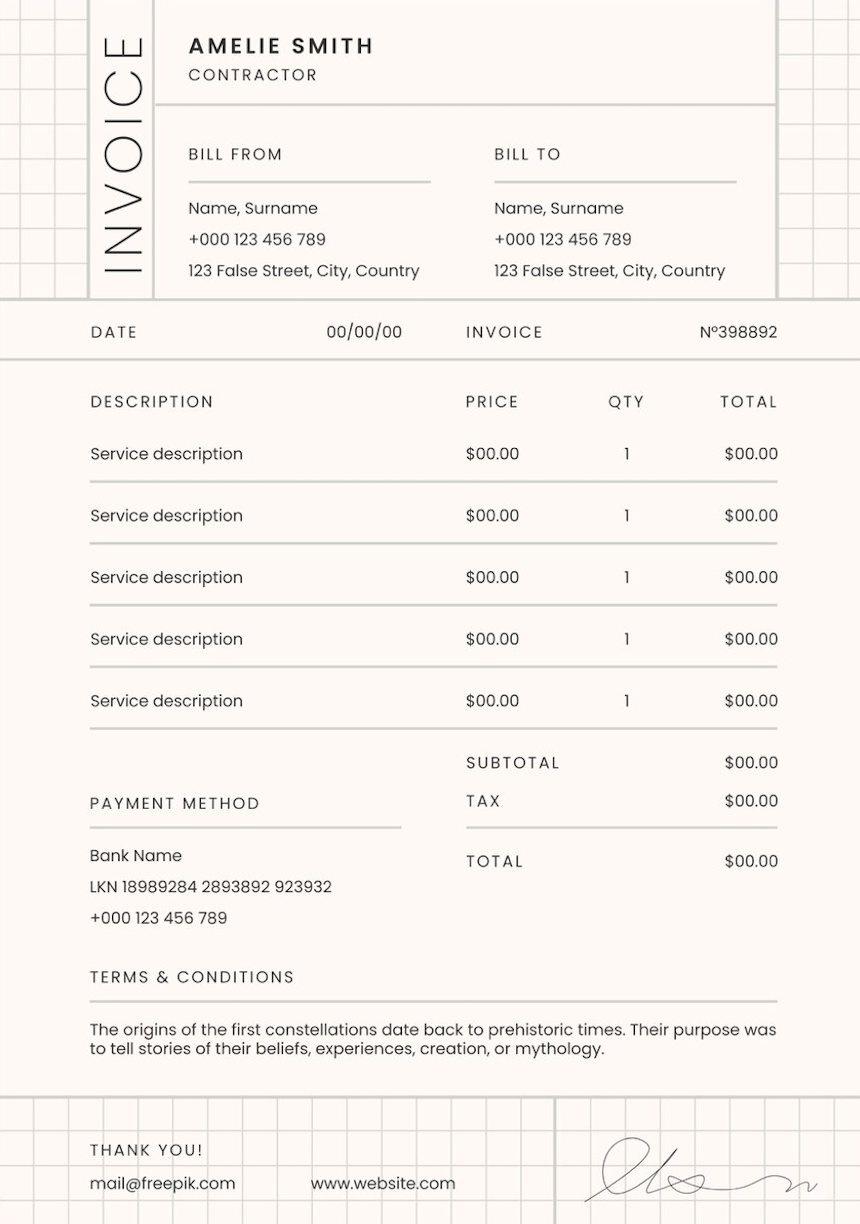 INVOICE
AMELIE SMITH
CONTRACTOR
BILL FROM
Name, Surname
+000 123 456 789
123 False Street, City, Country
BILL TO
Name, Surname
+000 123 456 789
123 False Street, City, Country
DATE 00/00/00 INVOICE Nº398892
DESCRIPTION PRICE QTY TOTAL
Service description $00.00 1 $00.00
Service description $00.00 1 $00.00
Service description $00.00 1 $00.00
Service description $00.00 1 $00.00
Service description $00.00 1 $00.00
SUBTOTAL $00.00
TAX $00.00
TOTAL $00.00
PAYMENT METHOD
Bank Name
LKN 18989284 2893892 923932
+000 123 456 789
TERMS & CONDITIONS
The origins of the first constellations date back to prehistoric times. Their purpose was
to tell stories of their beliefs, experiences, creation, or mythology.
THANK YOU!
mail@freepik.com www.website.com